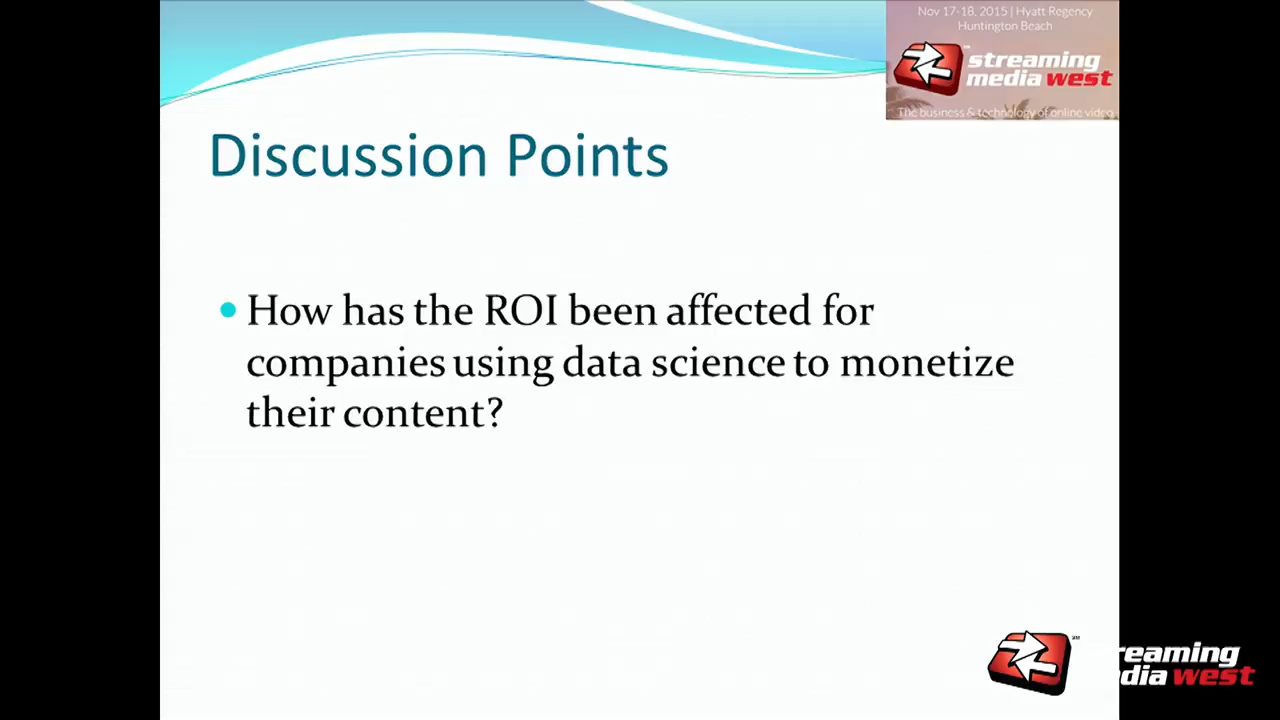 Nov 17-18, 2015 | Hyatt Regency
Huntington Beach
streaming
media west
The business & technology of online video
Discussion Points
• How has the ROI been affected for
companies using data science to monetize
their content?
reaming
dia west